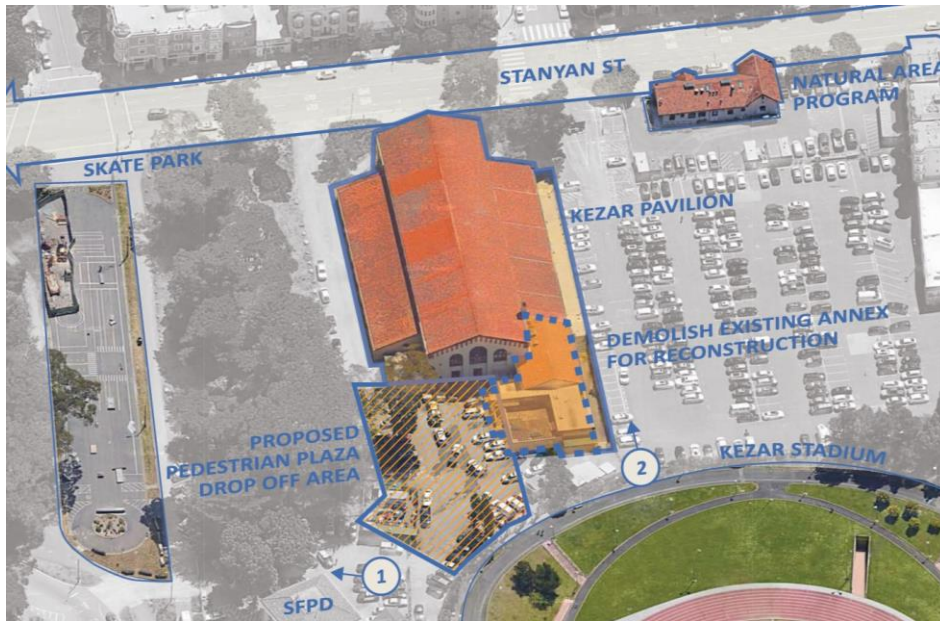 STANYAN ST
NATURAL AREA
PROGRAM
SKATE PARK
KEZAR PAVILION
DEMOLISH EXISTING ANNEX
FOR RECONSTRUCTION
PROPOSED
PEDESTRIAN PLAZA
DROP OFF AREA
KEZAR STADIUM
2
1
SFPD